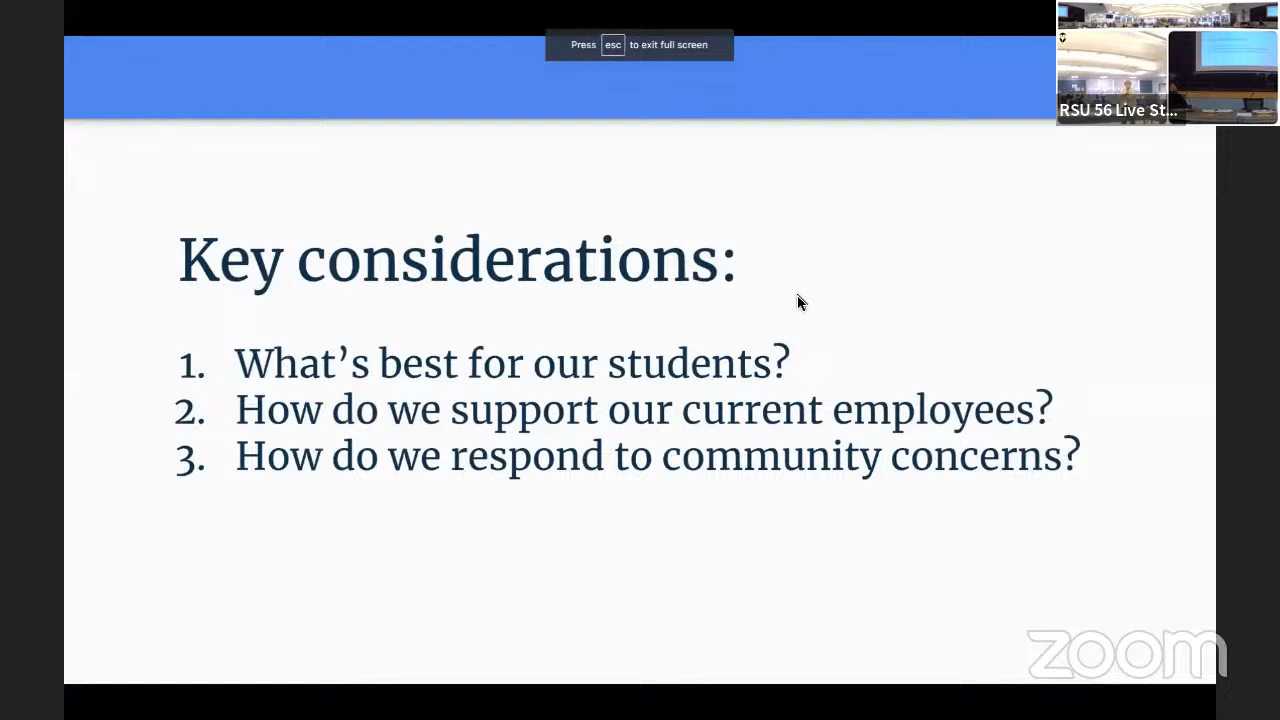 Press esc to exit full screen
RSU 56 Live St...
Key considerations:
1. What’s best for our students?
2. How do we support our current employees?
3. How do we respond to community concerns?
zoom